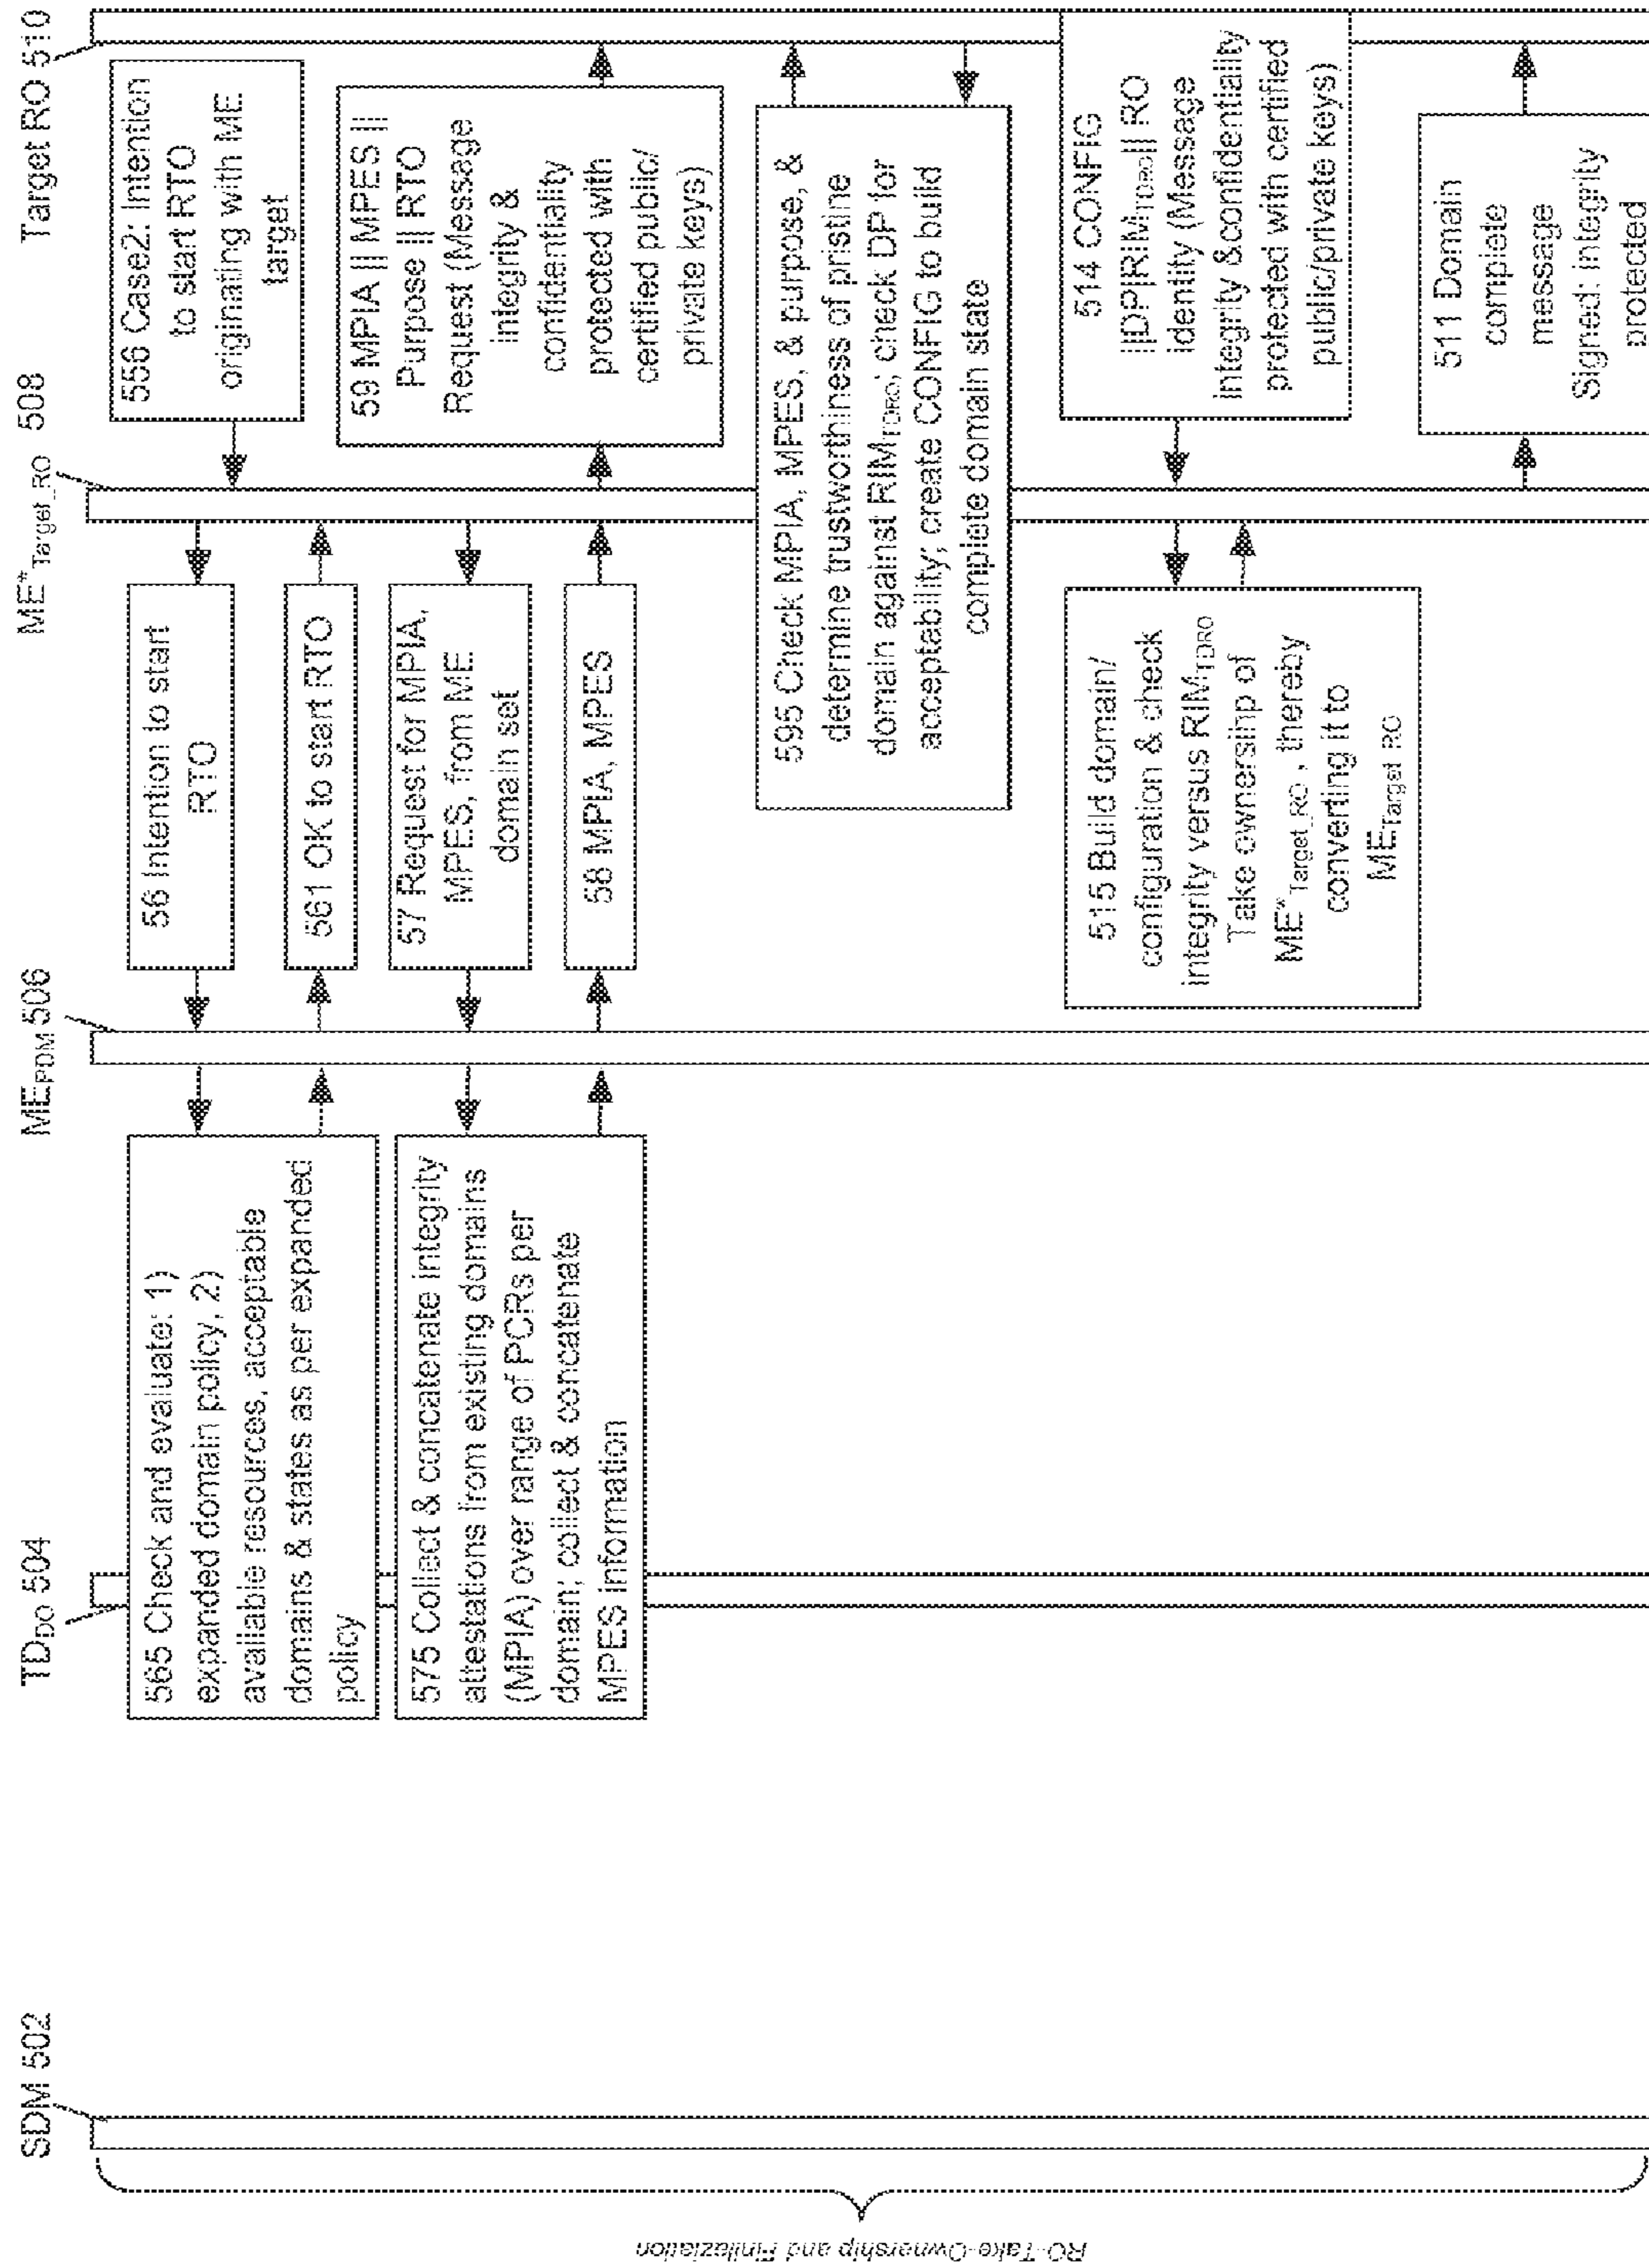 SDM 502
TD_DO 504
ME_PDM 506
ME*_Target_RO 508
Target RO 510
RO-Take-Ownership and Finilaziation
556 Case2: Intention
to start RTO
originating with ME
target
56 Intention to start
RTO
565 Check and evaluate: 1)
expanded domain policy, 2)
available resources, acceptable
domains & states as per expanded
policy
561 OK to start RTO
57 Request for MPIA,
MPES, from ME
domain set
575 Collect & concatenate integrity
attestations from existing domains
(MPIA) over range of PCRs per
domain; collect & concatenate
MPES information
58 MPIA, MPES
59 MPIA || MPES ||
Purpose || RTO
Request (Message
integrity &
confidentiality
protected with
certified public/
private keys)
595 Check MPIA, MPES, & purpose, &
determine trustworthiness of pristine
domain against RIM_TDRO; check DP for
acceptability; create CONFIG to build
complete domain state
514 CONFIG
||DP|RIM_TDRO|| RO
identity (Message
integrity &confidentiality
protected with certified
public/private keys)
515 Build domain/
configuration & check
integrity versus RIM_TDRO
Take ownership of
ME*_Target_RO, thereby
converting it to
ME_Target_RO
511 Domain
complete
message
Signed; integrity
protected